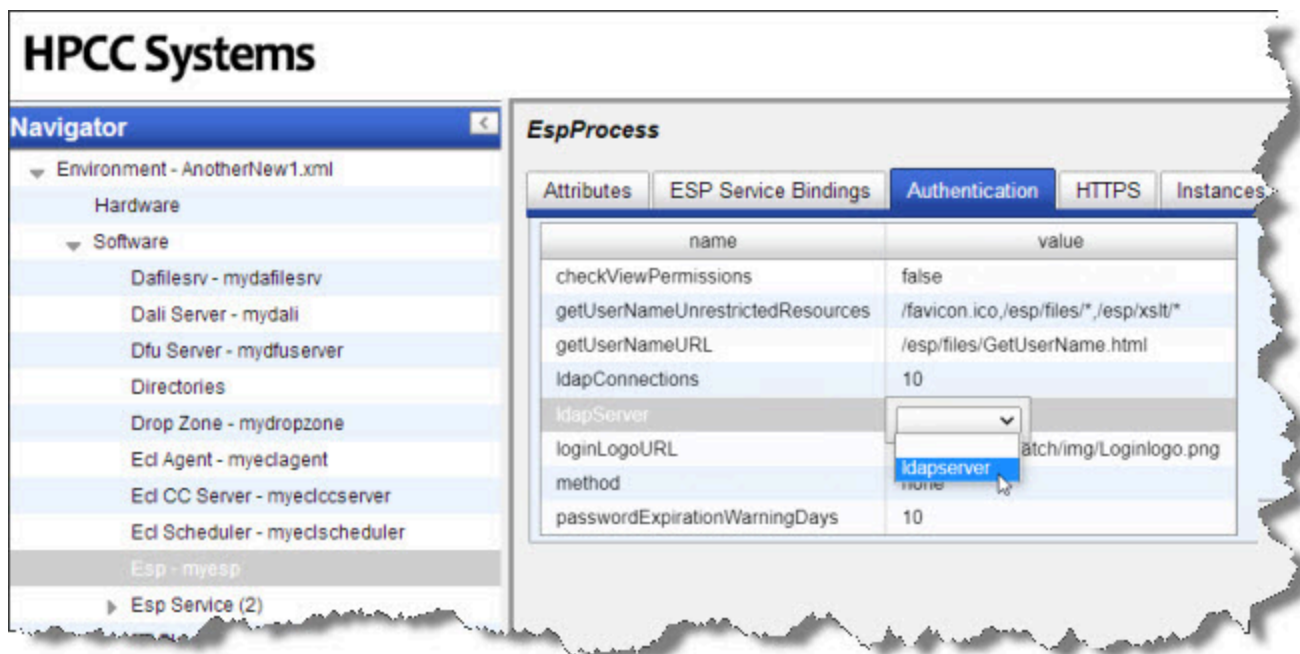 HPCC Systems
Navigator
Environment - AnotherNew1.xml
Hardware
Software
Dafilesrv - mydafilesrv
Dali Server - mydali
Dfu Server - mydfuserver
Directories
Drop Zone - mydropzone
Ecl Agent - myeclagent
Ecl CC Server - myeclccserver
Ecl Scheduler - myeclscheduler
Esp - myesp
Esp Service (2)
EspProcess
Attributes ESP Service Bindings Authentication HTTPS Instances
name value
checkViewPermissions false
getUserNameUnrestrictedResources /favicon.ico,/esp/files/*,/esp/xslt/*
getUserNameURL /esp/files/GetUserName.html
ldapConnections 10
ldapServer
loginLogoURL atch/img/Loginlogo.png
ldapserver
method none
passwordExpirationWarningDays 10